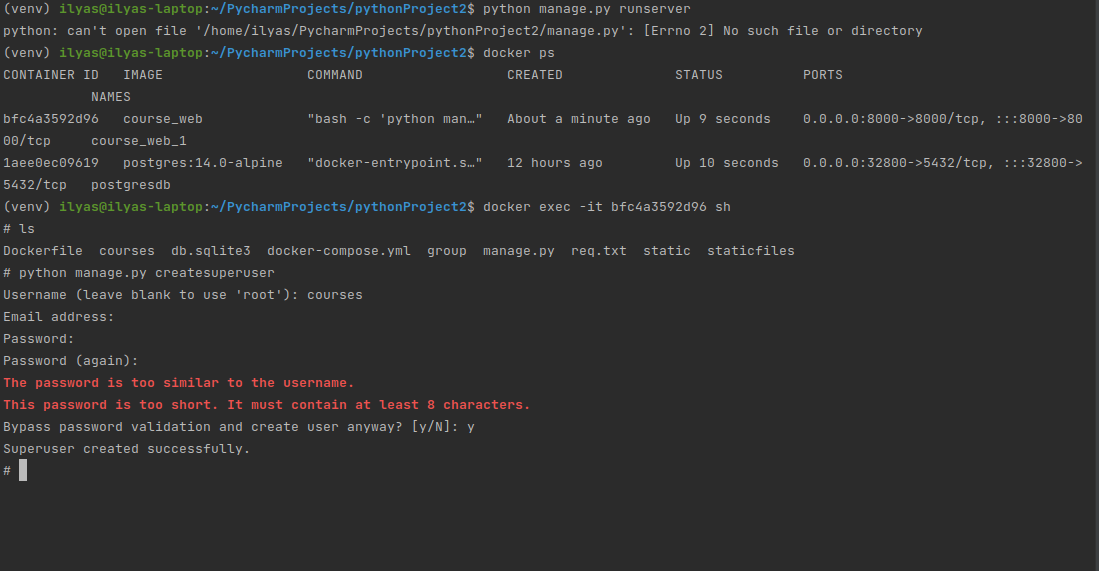 (venv) ilyas@ilyas-laptop:~/PycharmProjects/pythonProject2$ python manage.py runserver
python: can't open file '/home/ilyas/PycharmProjects/pythonProject2/manage.py': [Errno 2] No such file or directory
(venv) ilyas@ilyas-laptop:~/PycharmProjects/pythonProject2$ docker ps
CONTAINER ID   IMAGE                  COMMAND                  CREATED              STATUS          PORTS
           NAMES
bfc4a3592d96   course_web             "bash -c 'python man…"   About a minute ago   Up 9 seconds    0.0.0.0:8000->8000/tcp, :::8000->80
00/tcp     course_web_1
1aee0ec09619   postgres:14.0-alpine   "docker-entrypoint.s…"   12 hours ago         Up 10 seconds   0.0.0.0:32800->5432/tcp, :::32800->
5432/tcp   postgresdb
(venv) ilyas@ilyas-laptop:~/PycharmProjects/pythonProject2$ docker exec -it bfc4a3592d96 sh
# ls
Dockerfile  courses  db.sqlite3  docker-compose.yml  group  manage.py  req.txt  static  staticfiles
# python manage.py createsuperuser
Username (leave blank to use 'root'): courses
Email address:
Password:
Password (again):
The password is too similar to the username.
This password is too short. It must contain at least 8 characters.
Bypass password validation and create user anyway? [y/N]: y
Superuser created successfully.
#